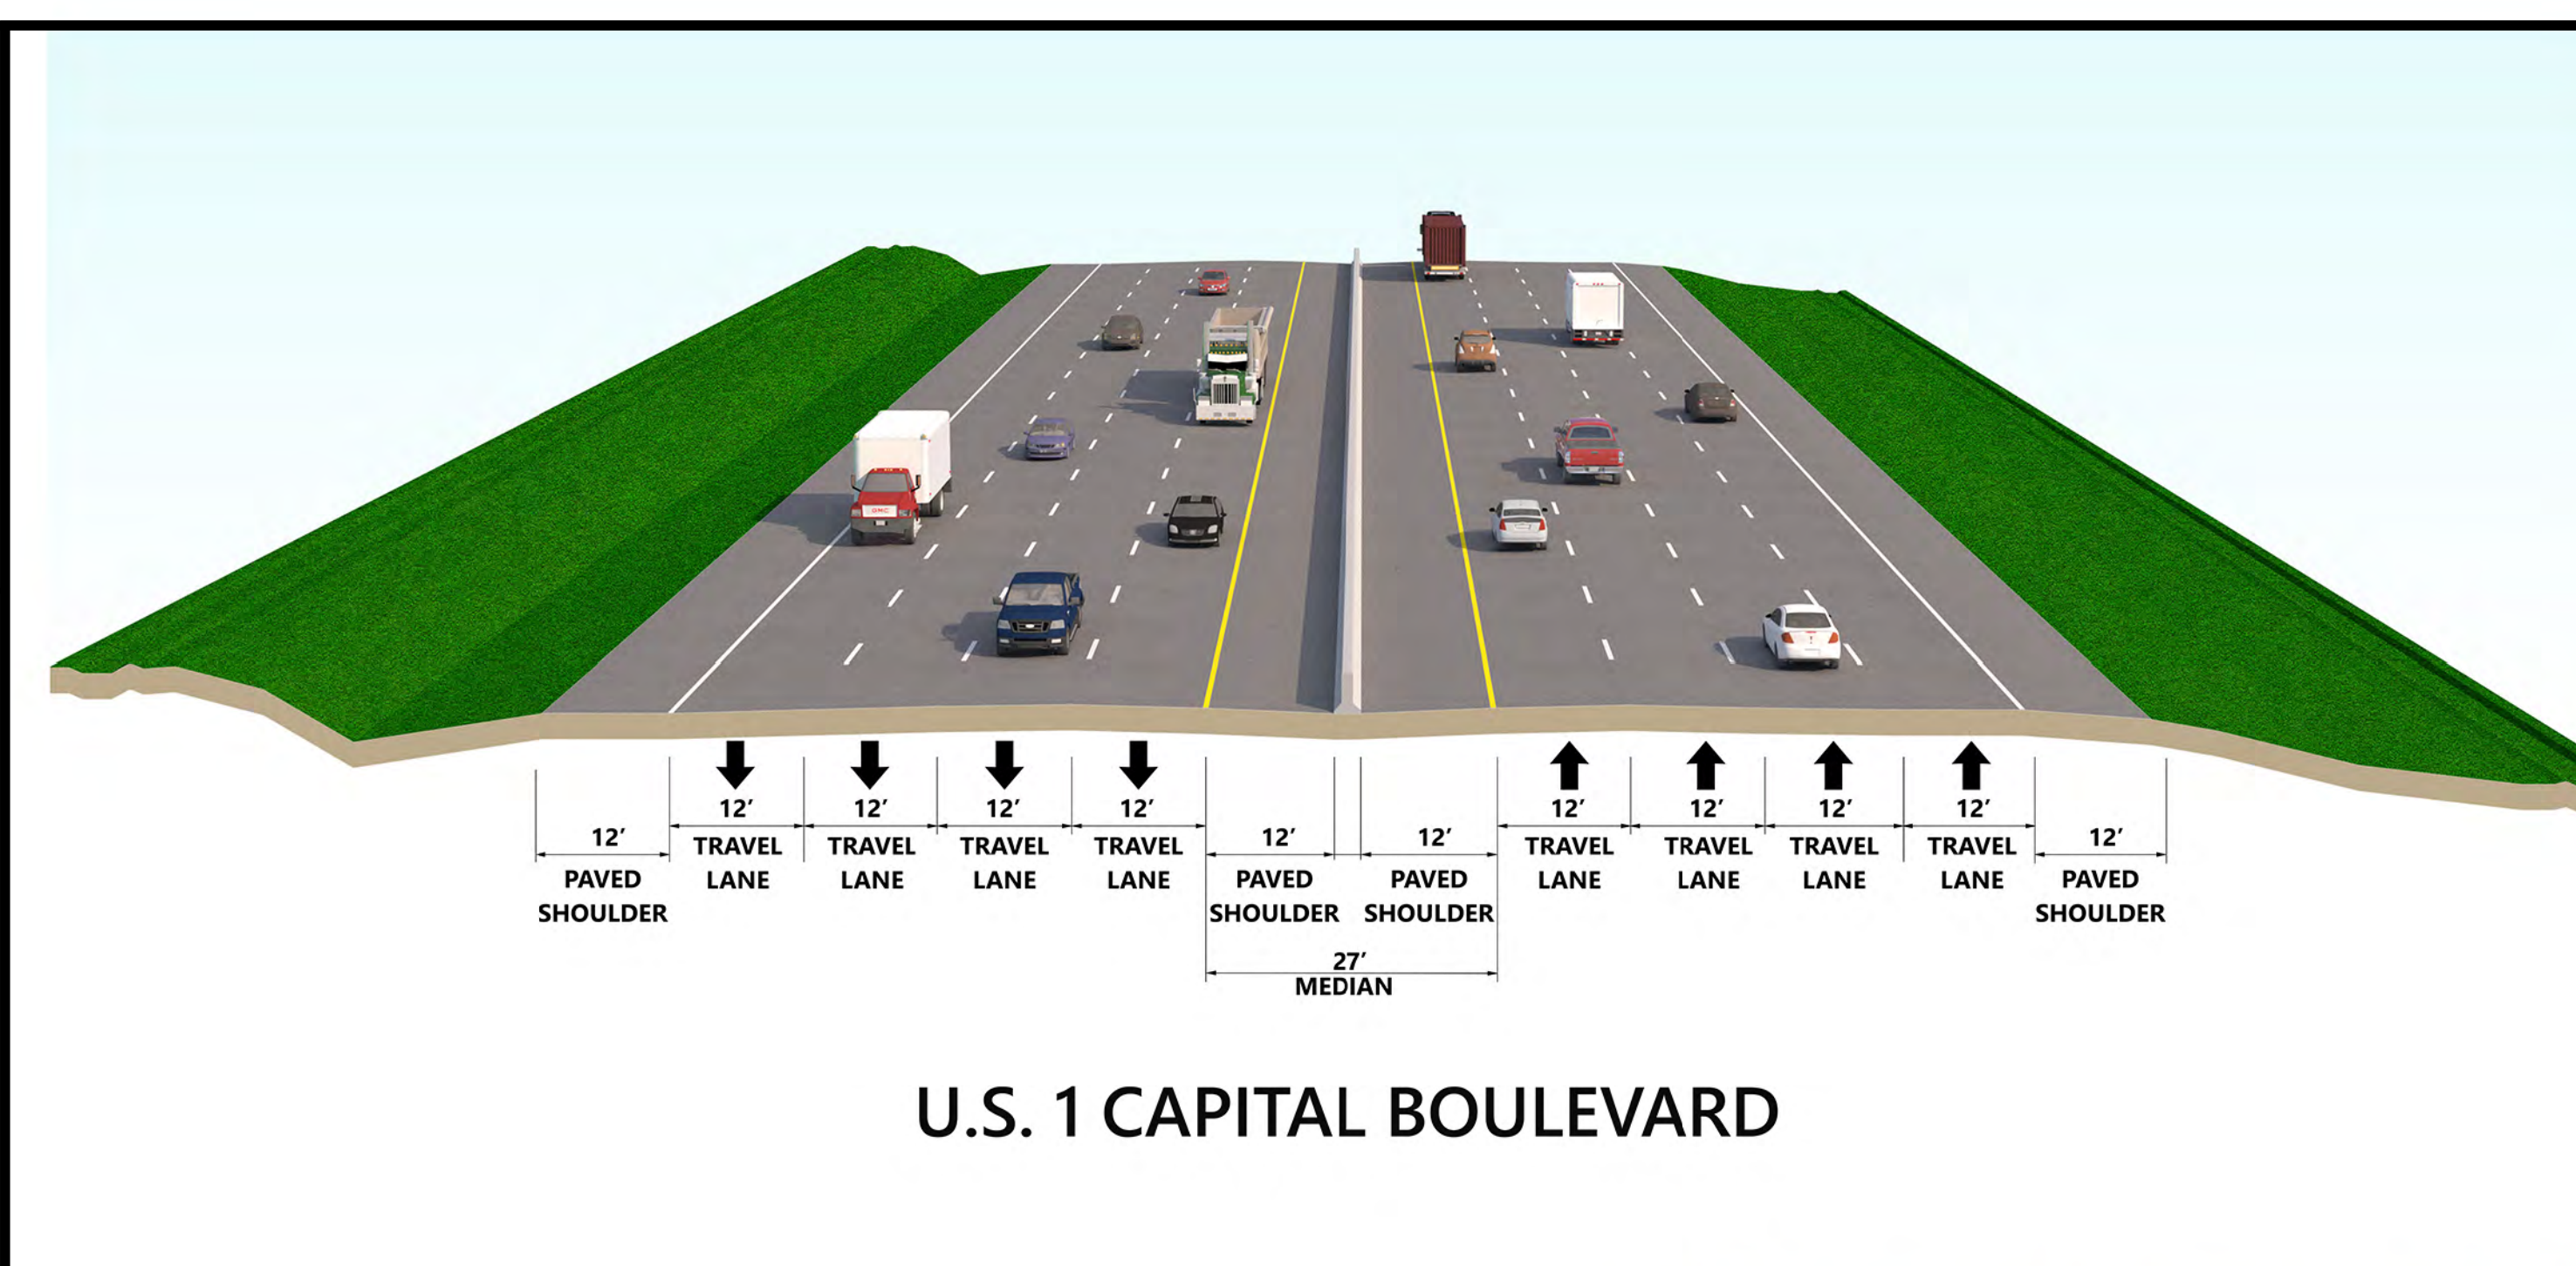 GMC
12’ 12’ 12’ 12’ 12’ 12’ 12’ 12’
12’ TRAVEL TRAVEL TRAVEL TRAVEL 12’ 12’ TRAVEL TRAVEL TRAVEL TRAVEL 12’
PAVED LANE LANE LANE LANE PAVED PAVED LANE LANE LANE LANE PAVED
SHOULDER SHOULDER SHOULDER SHOULDER
27’
MEDIAN
U.S. 1 CAPITAL BOULEVARD